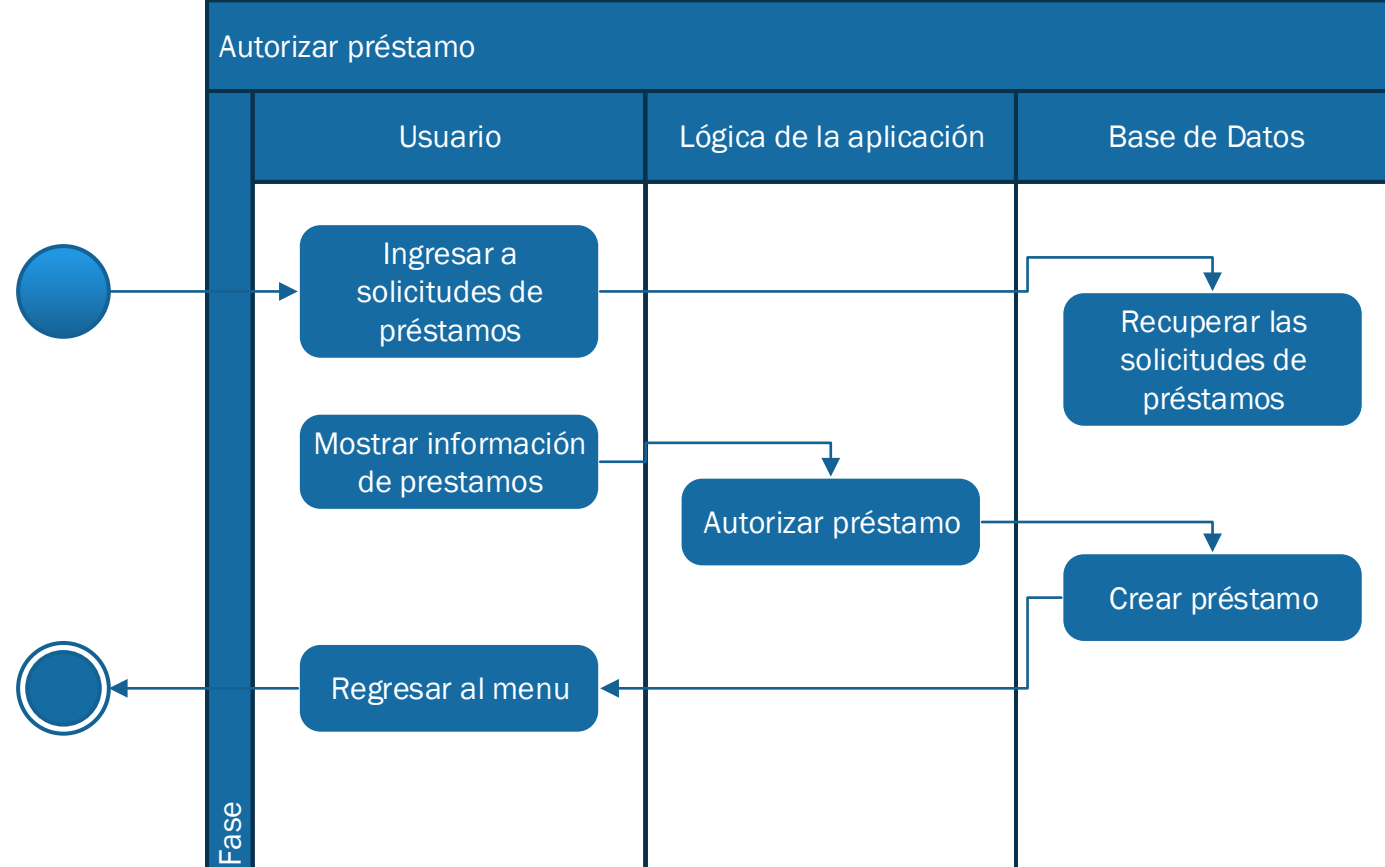 Autorizar préstamo
Usuario
Lógica de la aplicación
Base de Datos
Ingresar a
solicitudes de
préstamos
Recuperar las
solicitudes de
préstamos
Mostrar información
de prestamos
Autorizar préstamo
Crear préstamo
Regresar al menu
Fase